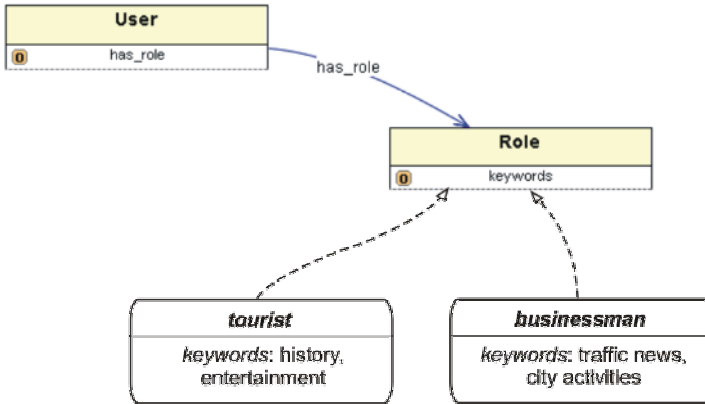 User
O has_role
has_role
Role
O keywords
tourist
keywords: history,
entertainment
businessman
keywords: traffic news,
city activities